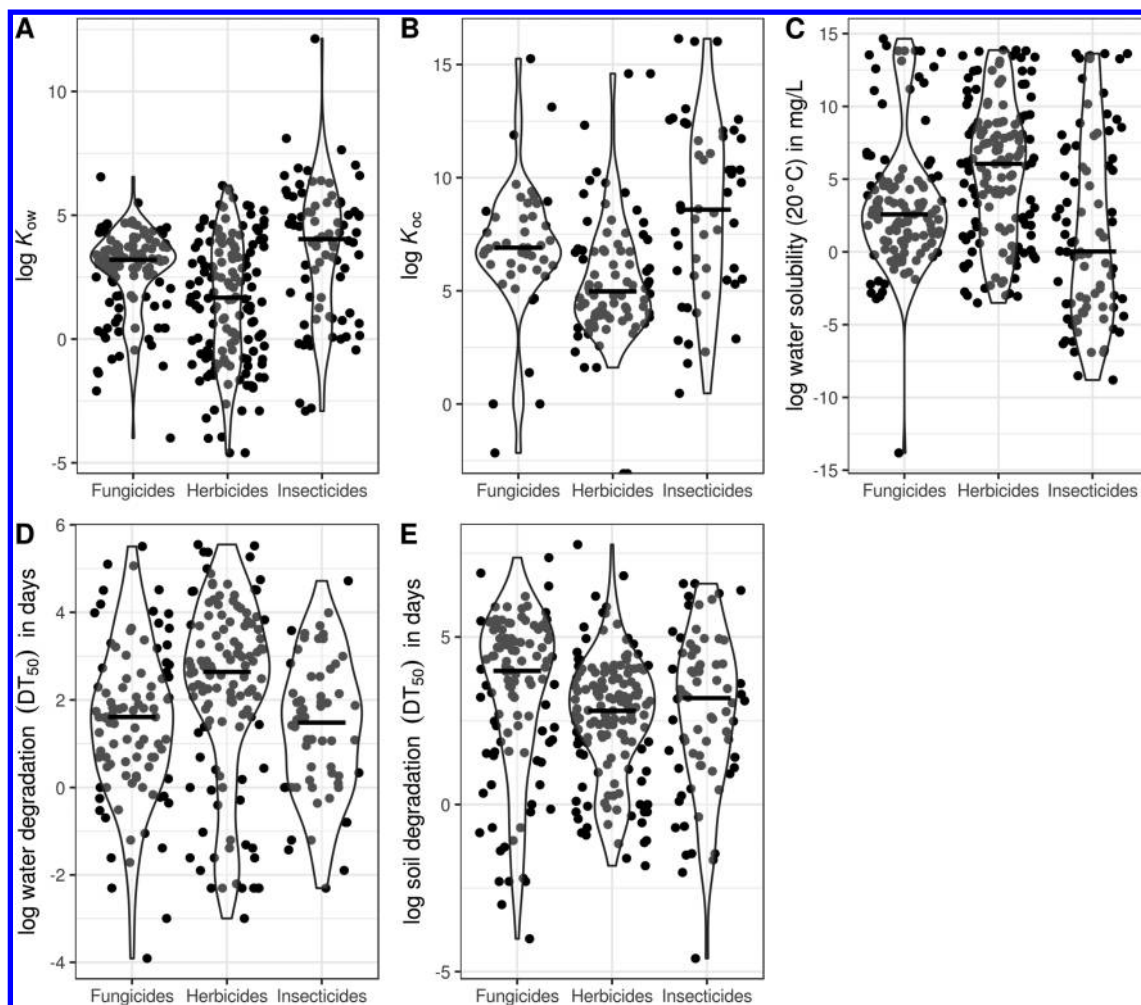 A
log Kow
10
5
0
-5
Fungicides Herbicides Insecticides
B
log Koc
15
10
5
0
Fungicides Herbicides Insecticides
C
log water solubility (20°C) in mg/L
15
10
5
0
-5
-10
-15
Fungicides Herbicides Insecticides
D
log water degradation (DT50) in days
6
4
2
0
-2
-4
Fungicides Herbicides Insecticides
E
log soil degradation (DT50) in days
5
0
-5
Fungicides Herbicides Insecticides